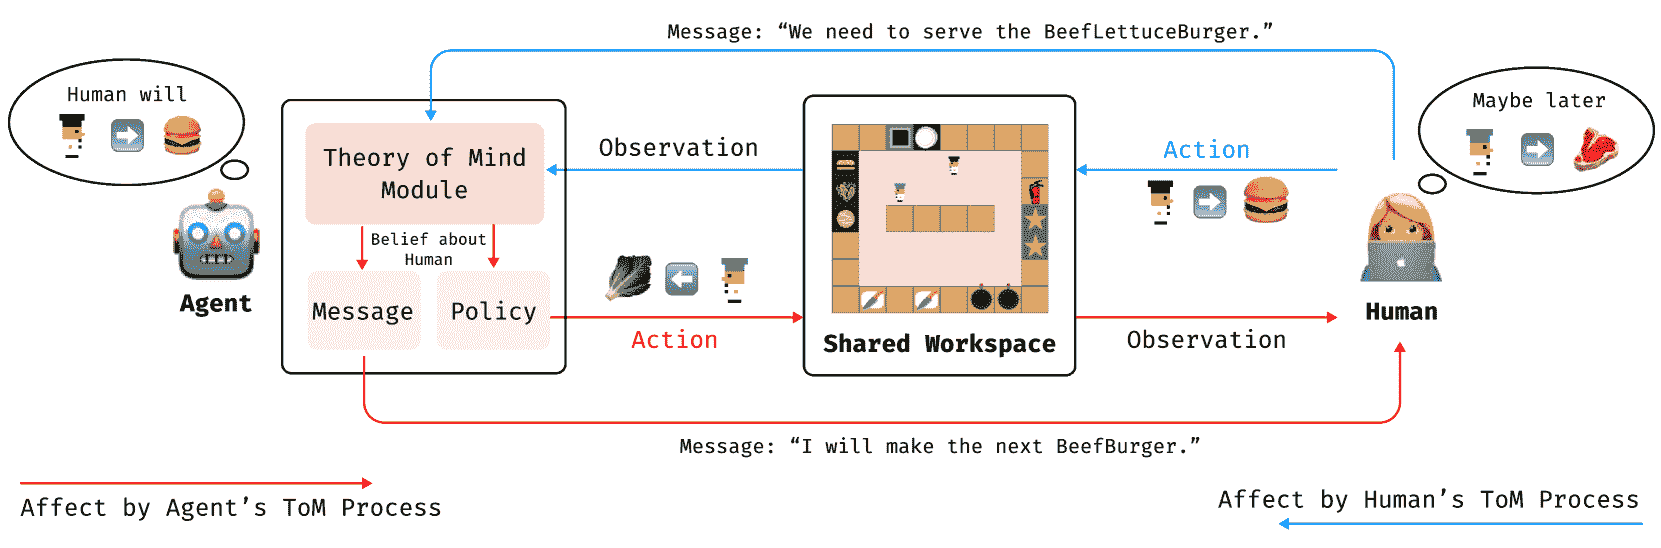 Message: “We need to serve the BeefLettuceBurger.”
Human will
Maybe later
Theory of Mind
Module
Observation
Action
Belief about
Human
Agent
Message
Policy
Action
Shared Workspace
Observation
Human
Message: “I will make the next BeefBurger.”
Affect by Agent’s ToM Process
Affect by Human’s ToM Process